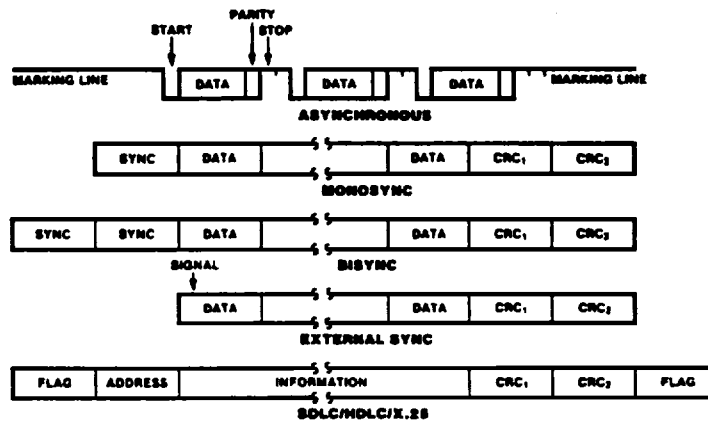 PARITY
START STOP
MARKING LINE DATA DATA DATA MARKING LINE
ASYNCHRONOUS
SYNC DATA DATA CRC₁ CRC₂
MONOSYNC
SYNC SYNC DATA DATA CRC₁ CRC₂
BISYNC
SIGNAL
DATA DATA CRC₁ CRC₂
EXTERNAL SYNC
FLAG ADDRESS INFORMATION CRC₁ CRC₂ FLAG
SDLC/HDLC/X.25